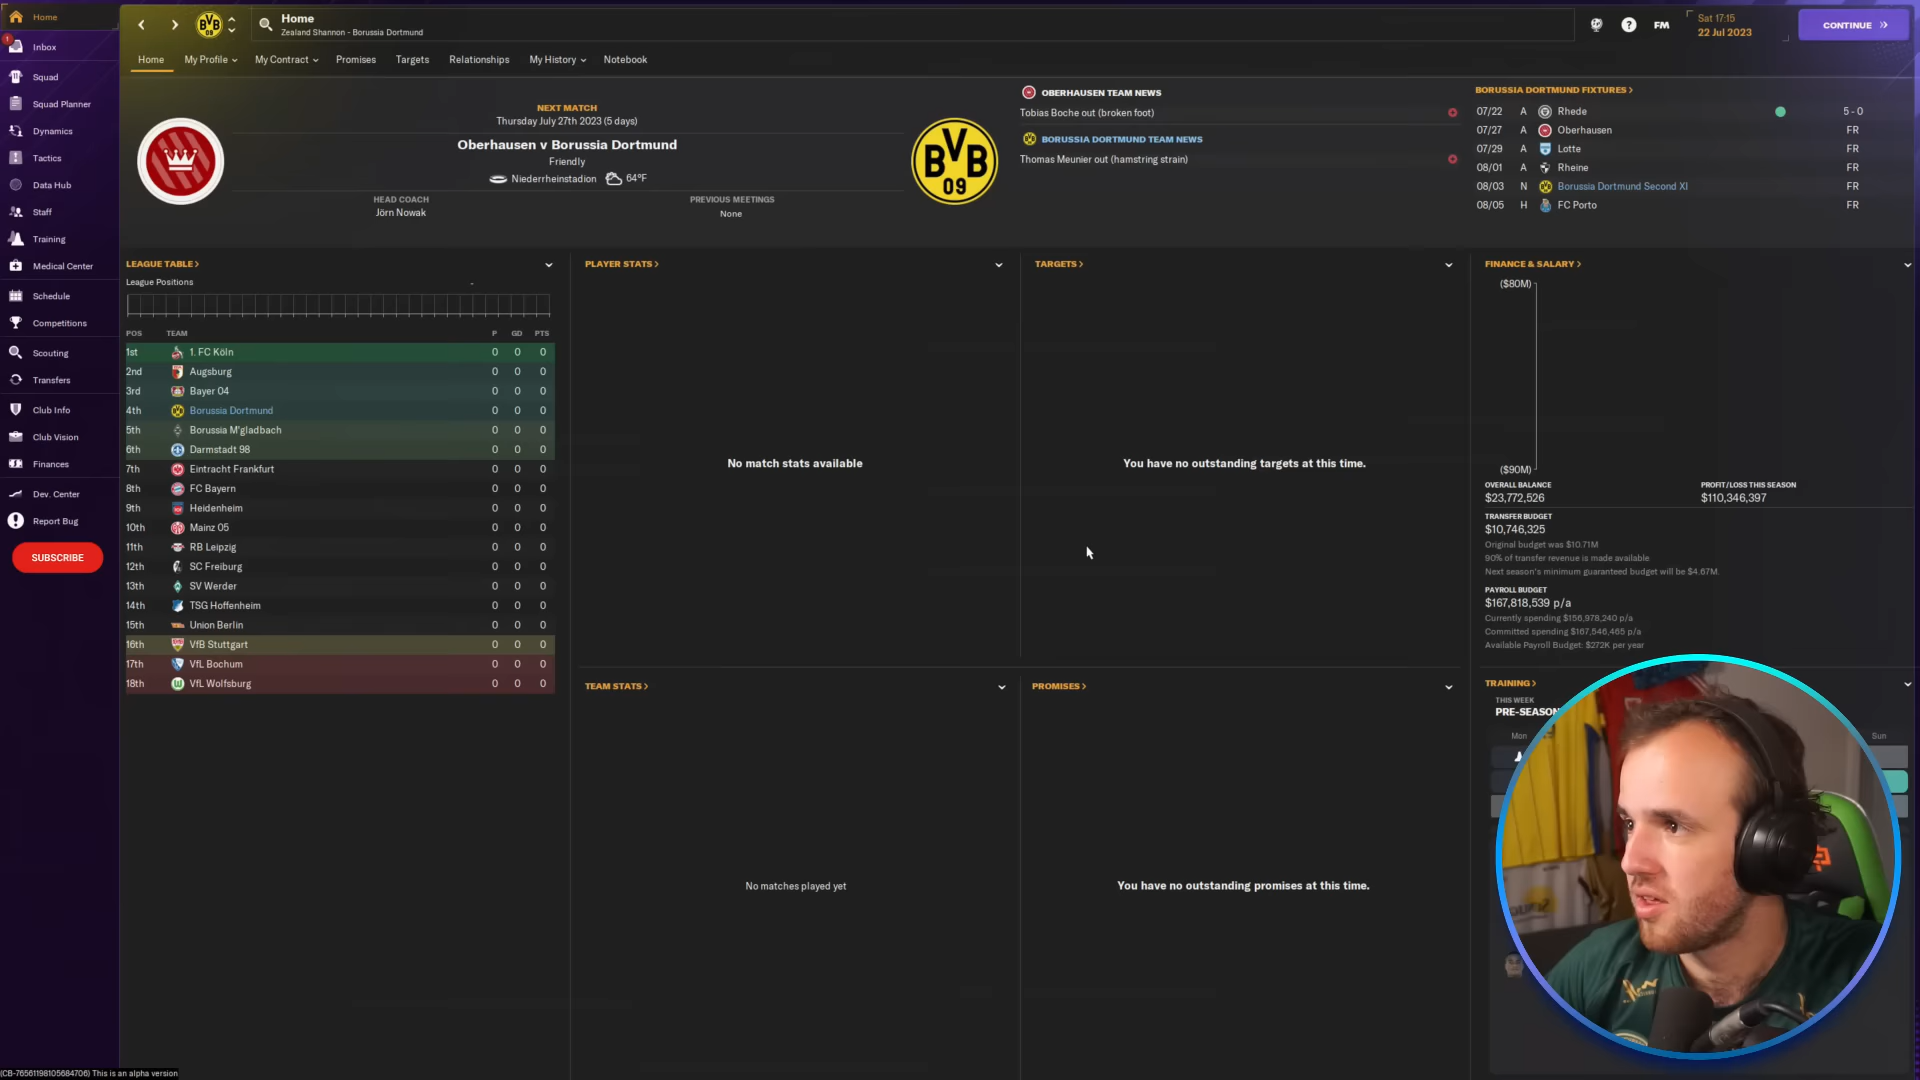 Home
Inbox
1
Squad
Squad Planner
Dynamics
Tactics
Data Hub
Staff
Training
Medical Center
Schedule
Competitions
Scouting
Transfers
Club Info
Club Vision
Finances
Dev. Center
Report Bug
SUBSCRIBE
(CB-76561198105684706) This is an alpha version
BVB 09
Home
Zealand Shannon - Borussia Dortmund
FM
Sat 17:15
22 Jul 2023
CONTINUE
Home My Profile My Contract Promises Targets Relationships My History Notebook
NEXT MATCH
Thursday July 27th 2023 (5 days)
Oberhausen v Borussia Dortmund
Friendly
Niederrheinstadion 64°F
HEAD COACH PREVIOUS MEETINGS
Jörn Nowak None
BVB
09
OBERHAUSEN TEAM NEWS
Tobias Boche out (broken foot)
BORUSSIA DORTMUND TEAM NEWS
Thomas Meunier out (hamstring strain)
BORUSSIA DORTMUND FIXTURES >
07/22 A Rhede 5 - 0
07/27 A Oberhausen FR
07/29 A Lotte FR
08/01 A Rheine FR
08/03 N Borussia Dortmund Second XI FR
08/05 H FC Porto FR
LEAGUE TABLE >
League Positions
POS TEAM P GD PTS
1st 1. FC Köln 0 0 0
2nd Augsburg 0 0 0
3rd Bayer 04 0 0 0
4th Borussia Dortmund 0 0 0
5th Borussia M'gladbach 0 0 0
6th Darmstadt 98 0 0 0
7th Eintracht Frankfurt 0 0 0
8th FC Bayern 0 0 0
9th Heidenheim 0 0 0
10th Mainz 05 0 0 0
11th RB Leipzig 0 0 0
12th SC Freiburg 0 0 0
13th SV Werder 0 0 0
14th TSG Hoffenheim 0 0 0
15th Union Berlin 0 0 0
16th VfB Stuttgart 0 0 0
17th VfL Bochum 0 0 0
18th VfL Wolfsburg 0 0 0
PLAYER STATS >
No match stats available
TARGETS >
You have no outstanding targets at this time.
FINANCE & SALARY >
($80M)
($90M)
OVERALL BALANCE PROFIT/LOSS THIS SEASON
$23,772,526 $110,346,397
TRANSFER BUDGET
$10,746,325
Original budget was $10.71M
90% of transfer revenue is made available
Next season's minimum guaranteed budget will be $4.67M.
PAYROLL BUDGET
$167,818,539 p/a
Currently spending $156,978,240 p/a
Committed spending $167,546,465 p/a
Available Payroll Budget: $272K per year
TEAM STATS >
No matches played yet
PROMISES >
You have no outstanding promises at this time.
TRAINING >
THIS WEEK
PRE-SEASON
Mon Sun